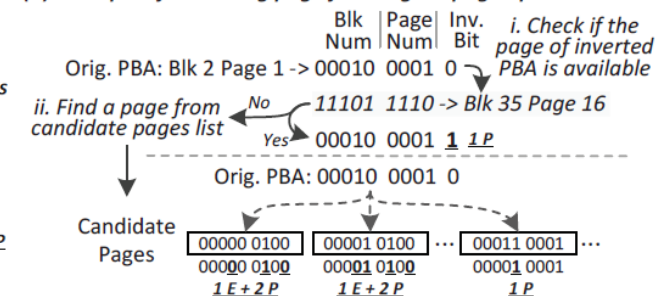 Blk Page Inv.
Num Num Bit
i. Check if the
page of inverted
PBA is available
Orig. PBA: Blk 2 Page 1 -> 00010 0001 0
ii. Find a page from
candidate pages list
No
11101 1110 -> Blk 35 Page 16
Yes
00010 0001 1 1 P
Orig. PBA: 00010 0001 0
Candidate
Pages
00000 0100 00001 0100 ... 00011 0001 ...
00000 0100 00001 0100 00001 0001
1 E + 2 P 1 E + 2 P 1 P